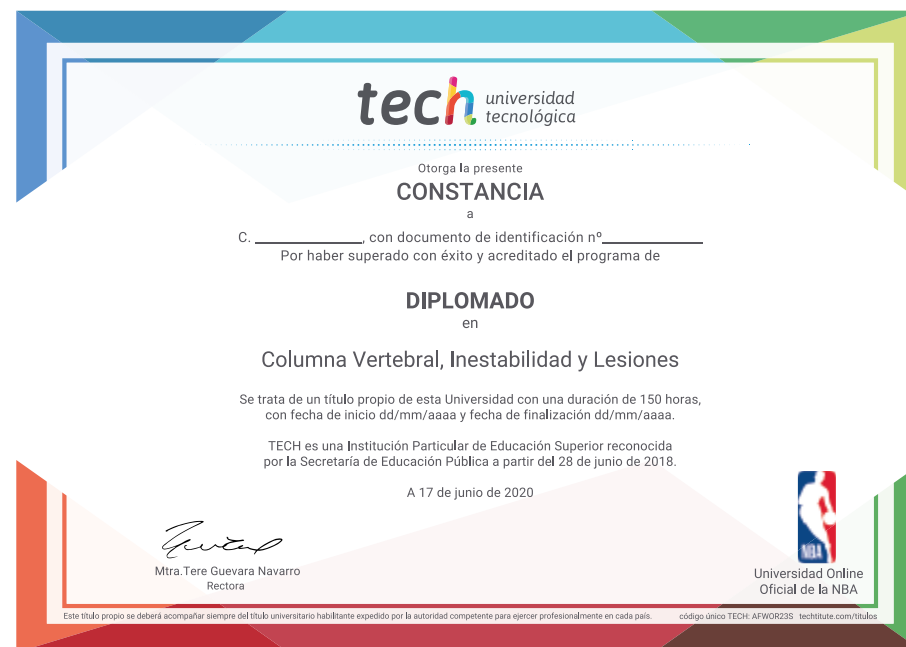 tech universidad
tecnológica
Otorga la presente
CONSTANCIA
a
C. ______________, con documento de identificación nº______________
Por haber superado con éxito y acreditado el programa de
DIPLOMADO
en
Columna Vertebral, Inestabilidad y Lesiones
Se trata de un título propio de esta Universidad con una duración de 150 horas,
con fecha de inicio dd/mm/aaaa y fecha de finalización dd/mm/aaaa.
TECH es una Institución Particular de Educación Superior reconocida
por la Secretaría de Educación Pública a partir del 28 de junio de 2018.
A 17 de junio de 2020
Mtra.Tere Guevara Navarro
Rectora
NBA
Universidad Online
Oficial de la NBA
Este título propio se deberá acompañar siempre del título universitario habilitante expedido por la autoridad competente para ejercer profesionalmente en cada país. código único TECH: AFWOR23S techtitute.com/titulos